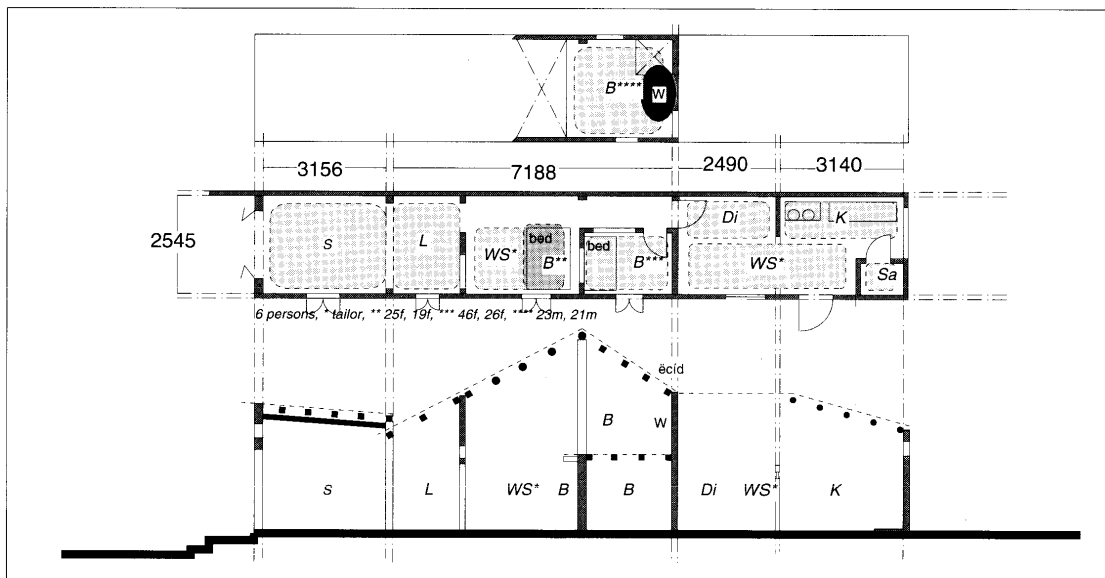 B****
W
3156 7188 2490 3140
2545
s L WS* bed B** bed B*** Di WS* K Sa
6 persons, * tailor, ** 25f, 19f, *** 46f, 26f, **** 23m, 21m
ëcíd
B W
s L WS* B B Di WS* K